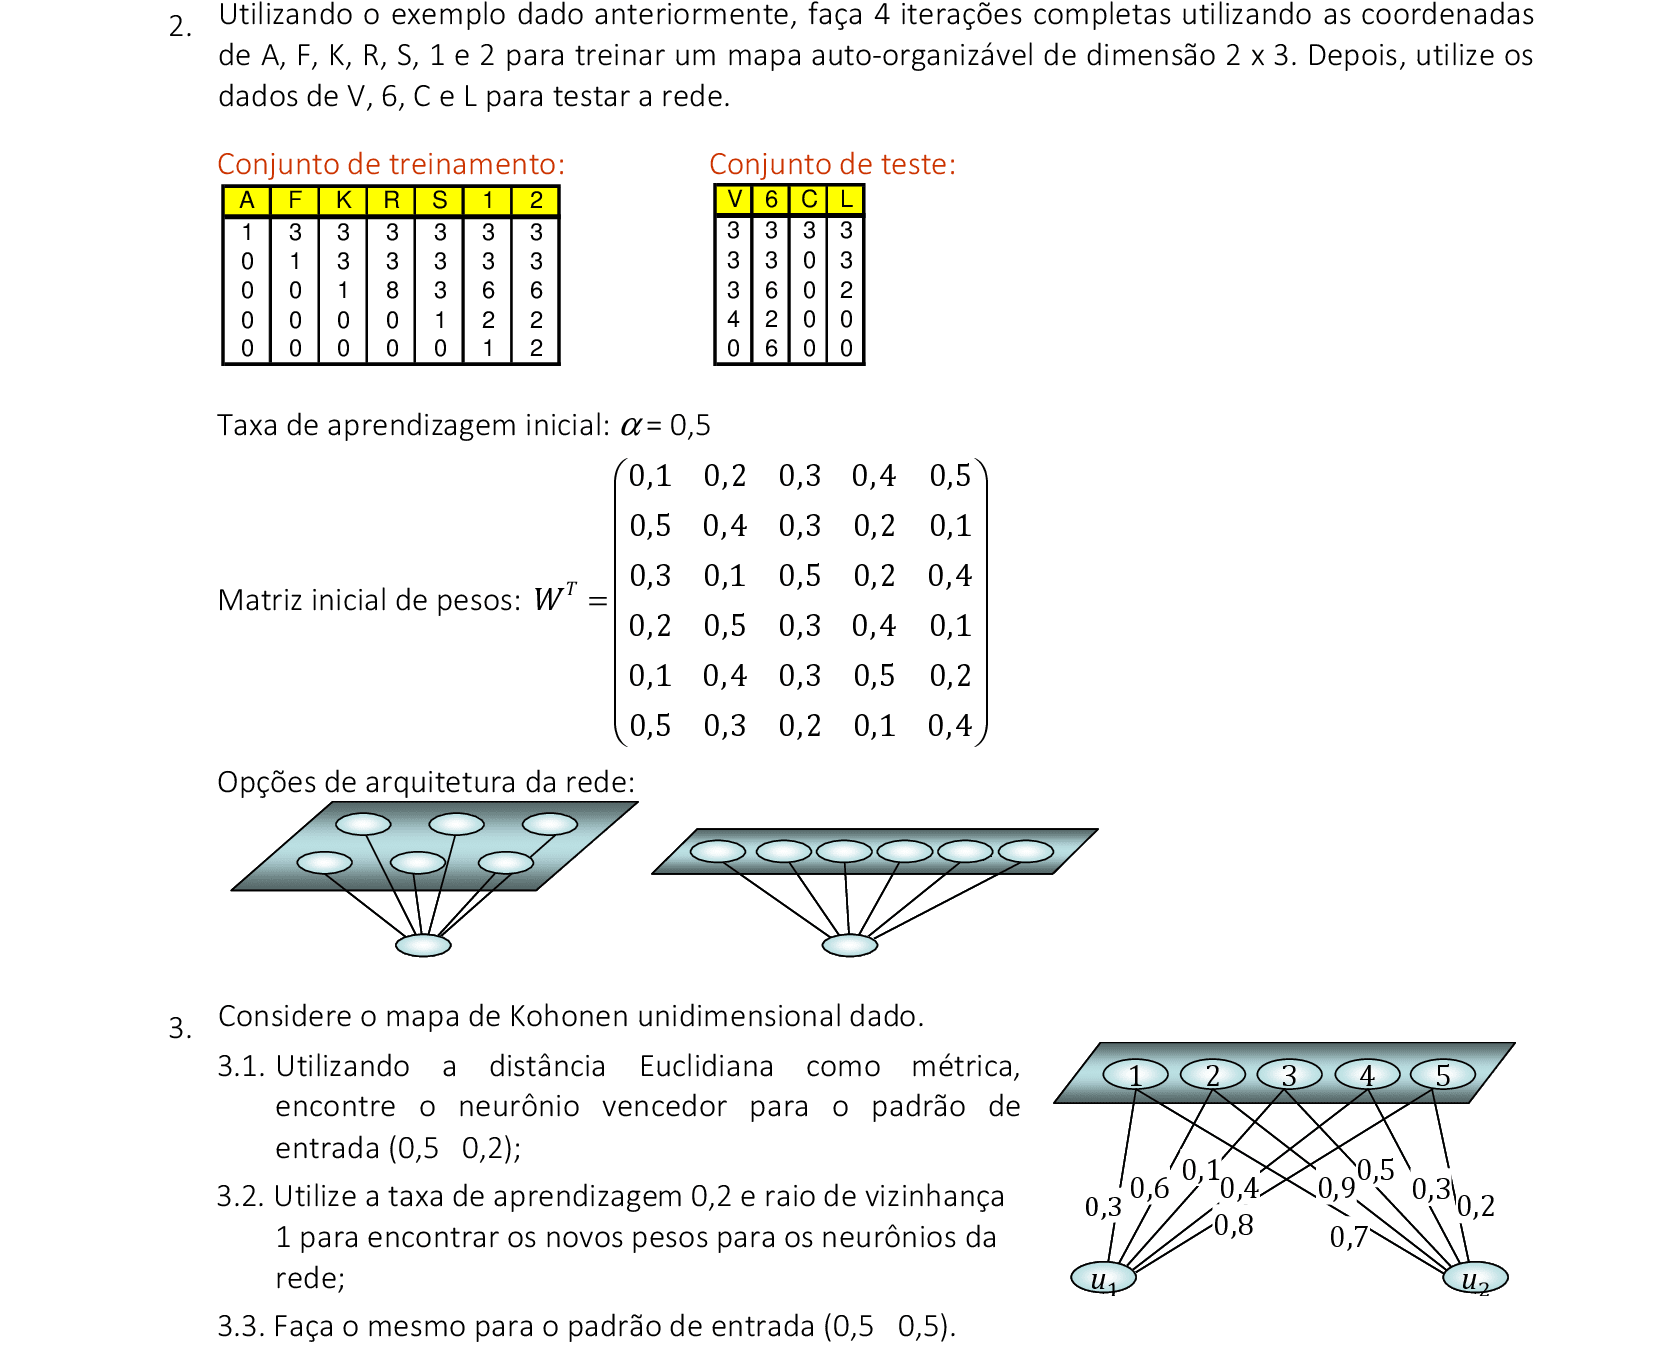 2. Utilizando o exemplo dado anteriormente, faça 4 iterações completas utilizando as coordenadas
de A, F, K, R, S, 1 e 2 para treinar um mapa auto-organizável de dimensão 2 x 3. Depois, utilize os
dados de V, 6, C e L para testar a rede.
Conjunto de treinamento: Conjunto de teste:
A F K R S 1 2 V 6 C L
1 3 3 3 3 3 3 3 3 3 3
0 1 3 3 3 3 3 3 3 0 3
0 0 1 8 3 6 6 3 6 0 2
0 0 0 0 1 2 2 4 2 0 0
0 0 0 0 0 1 2 0 6 0 0
Taxa de aprendizagem inicial: α = 0,5
0,1 0,2 0,3 0,4 0,5
0,5 0,4 0,3 0,2 0,1
0,3 0,1 0,5 0,2 0,4
Matriz inicial de pesos: Wᵀ =
0,2 0,5 0,3 0,4 0,1
0,1 0,4 0,3 0,5 0,2
0,5 0,3 0,2 0,1 0,4
Opções de arquitetura da rede:
3. Considere o mapa de Kohonen unidimensional dado.
3.1. Utilizando a distância Euclidiana como métrica,
encontre o neurônio vencedor para o padrão de
entrada (0,5 0,2);
3.2. Utilize a taxa de aprendizagem 0,2 e raio de vizinhança
1 para encontrar os novos pesos para os neurônios da
rede;
3.3. Faça o mesmo para o padrão de entrada (0,5 0,5).
1 2 3 4 5
0,3 0,6 0,1 0,4 0,8 0,9 0,5 0,3 0,2 0,7
u₁ u₂